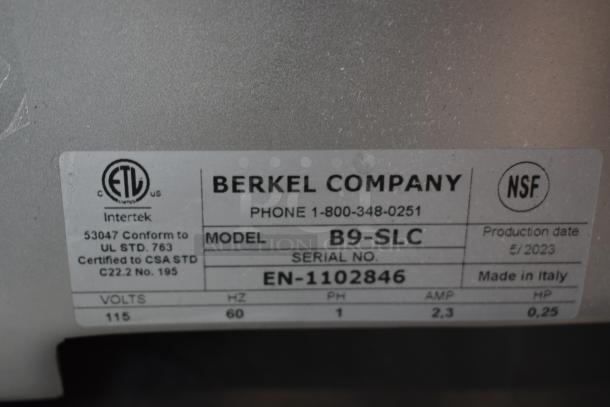 ETL
C US
LISTED
Intertek
53047 Conform to
UL STD. 763
Certified to CSA STD
C22.2 No. 195
BERKEL COMPANY
PHONE 1-800-348-0251
MODEL B9-SLC
SERIAL NO.
EN-1102846
NSF
Production date
5/2023
Made in Italy
VOLTS HZ PH AMP HP
115 60 1 2,3 0,25